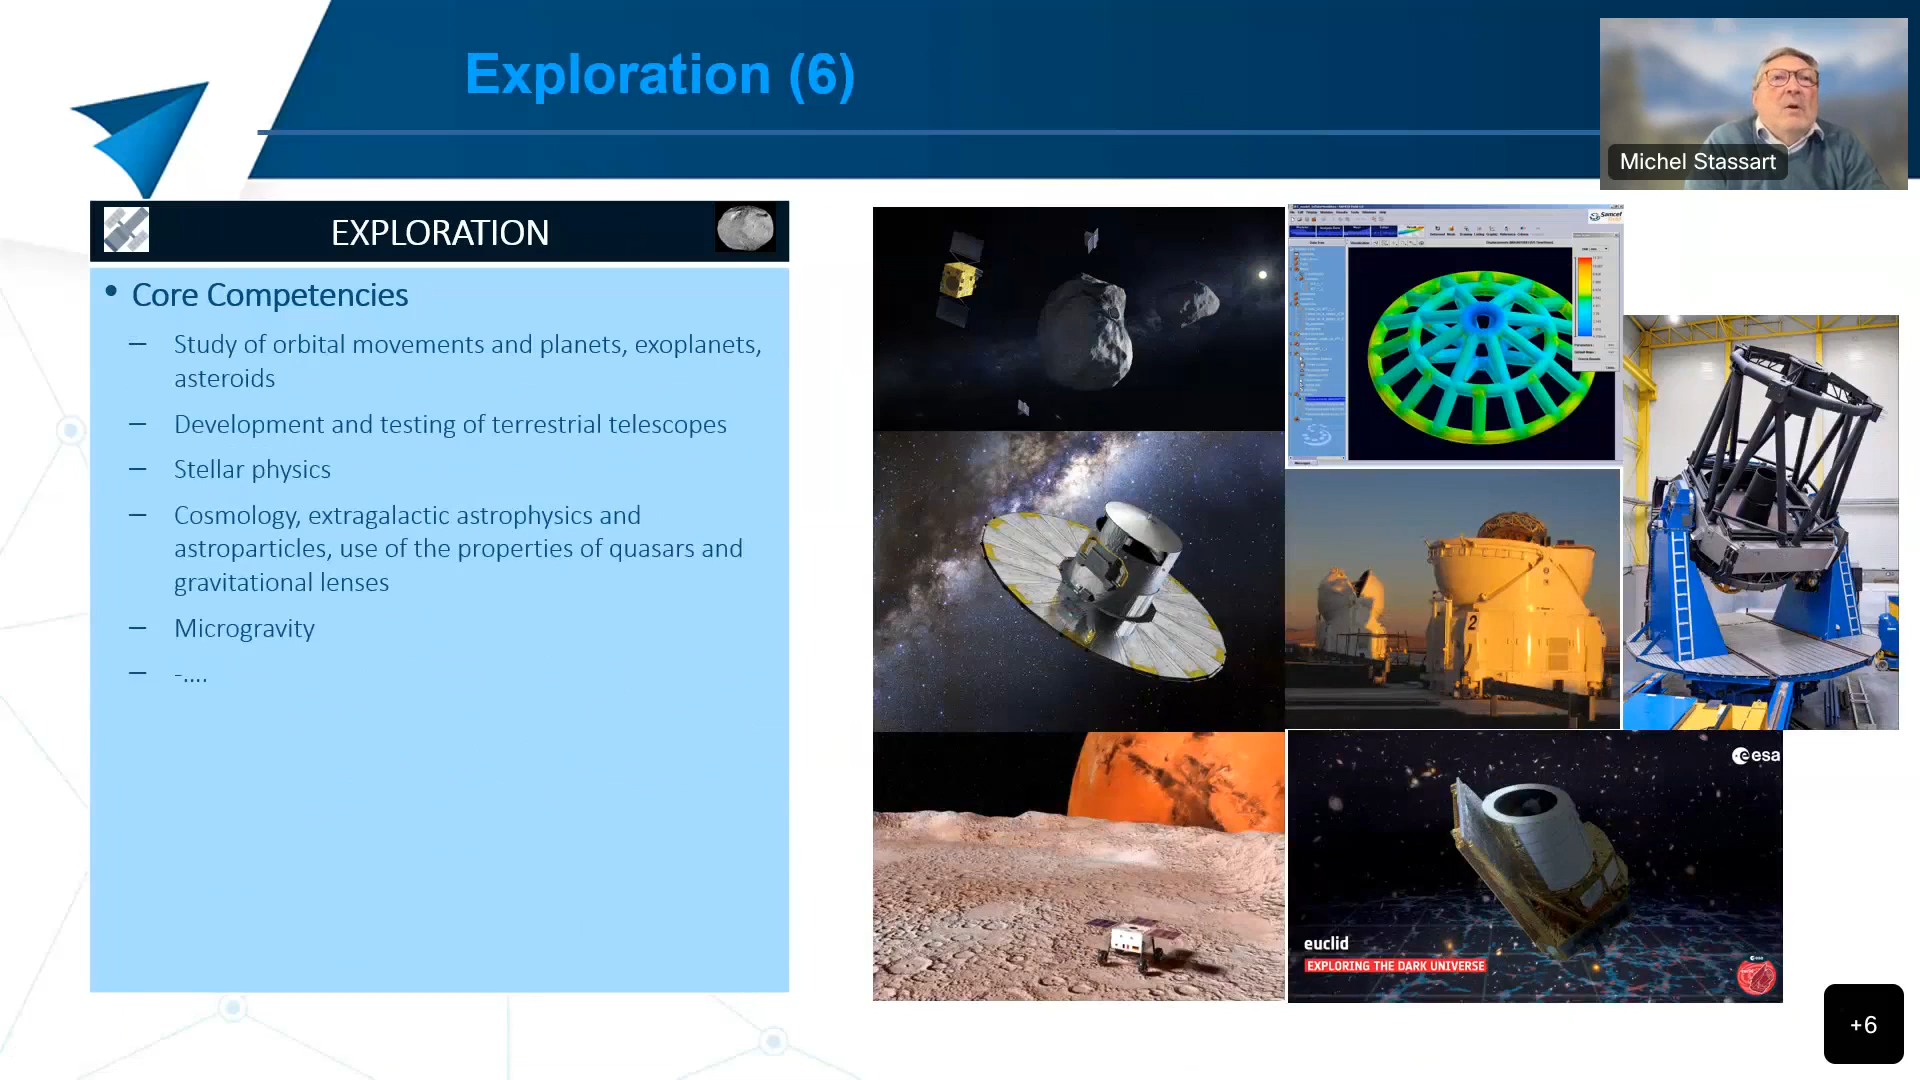 Exploration (6)
Michel Stassart
EXPLORATION
• Core Competencies
– Study of orbital movements and planets, exoplanets,
asteroids
– Development and testing of terrestrial telescopes
– Stellar physics
– Cosmology, extragalactic astrophysics and
astroparticles, use of the properties of quasars and
gravitational lenses
– Microgravity
– -....
Samcef
2
esa
euclid
EXPLORING THE DARK UNIVERSE
+6